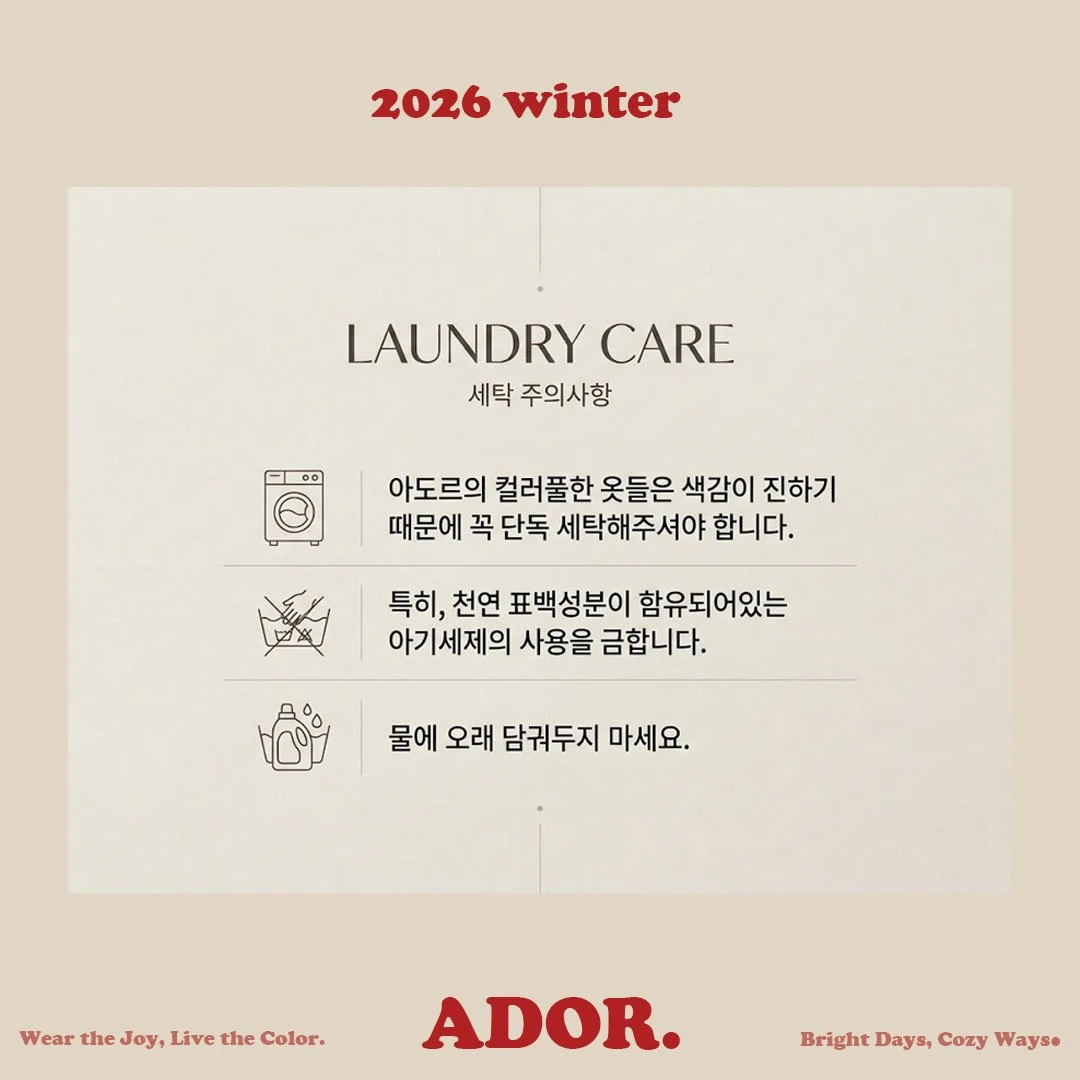 2026 winter
LAUNDRY CARE
세탁 주의사항
아도르의 컬러풀한 옷들은 색감이 진하기
때문에 꼭 단독 세탁해주셔야 합니다.
특히, 천연 표백성분이 함유되어있는
아기세제의 사용을 금합니다.
물에 오래 담궈두지 마세요.
Wear the Joy, Live the Color.
ADOR.
Bright Days, Cozy Ways.